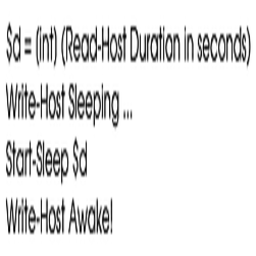 $d = (int) (Read-Host Duration in seconds)
Write-Host Sleeping ...
Start-Sleep $d
Write-Host Awake!